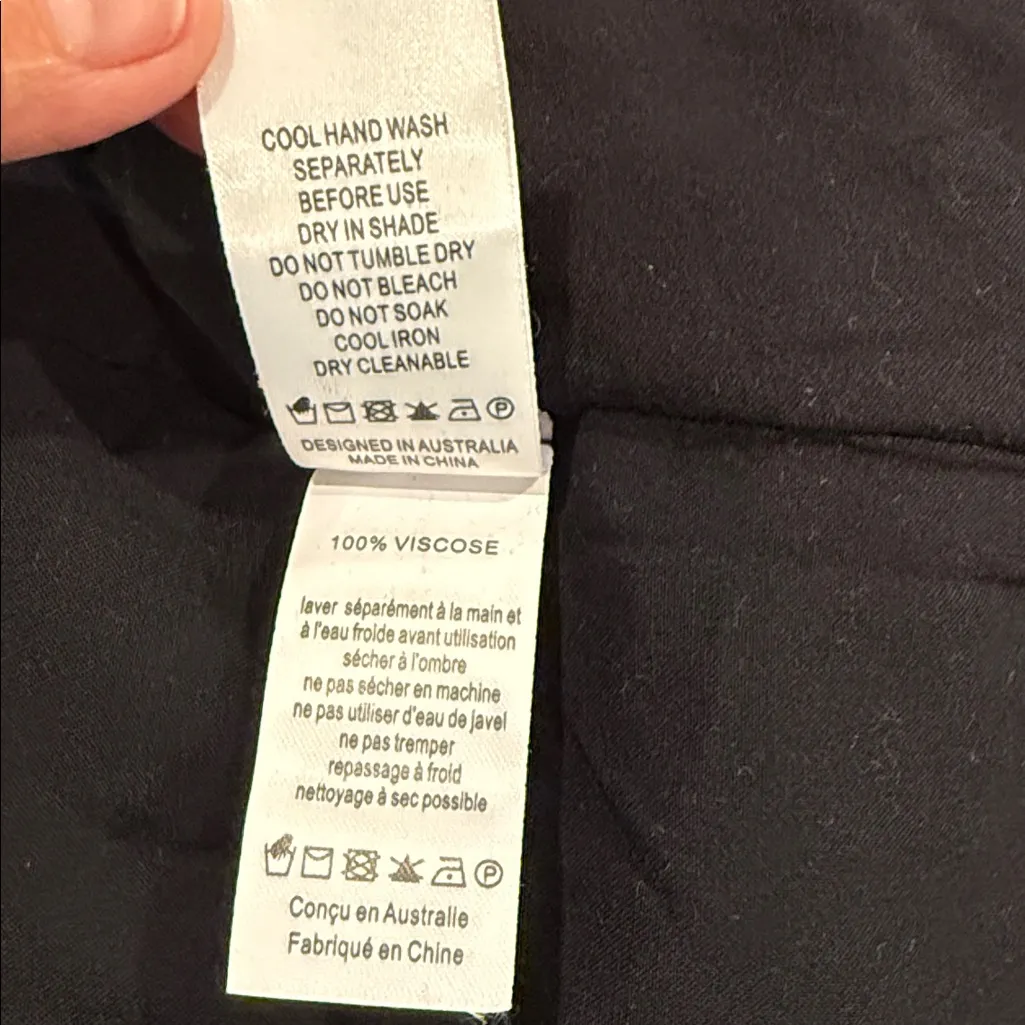 COOL HAND WASH
SEPARATELY
BEFORE USE
DRY IN SHADE
DO NOT TUMBLE DRY
DO NOT BLEACH
DO NOT SOAK
COOL IRON
DRY CLEANABLE
P
DESIGNED IN AUSTRALIA
MADE IN CHINA
100% VISCOSE
laver séparément à la main et
à l'eau froide avant utilisation
sécher à l'ombre
ne pas sécher en machine
ne pas utiliser d'eau de javel
ne pas tremper
repassage à froid
nettoyage à sec possible
P
Conçu en Australie
Fabriqué en Chine